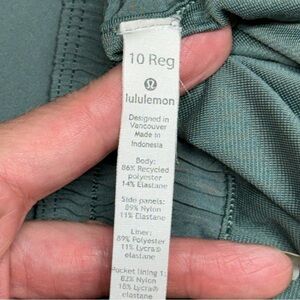 10 Reg
lululemon
Designed in
Vancouver
Made in
Indonesia
Body:
86% Recycled
polyester
14% Elastane
Side panels:
89% Nylon
11% Elastane
Liner:
89% Polyester
11% Lycra®
elastane
Pocket lining 1:
82% Nylon
18% Lycra®
elastane